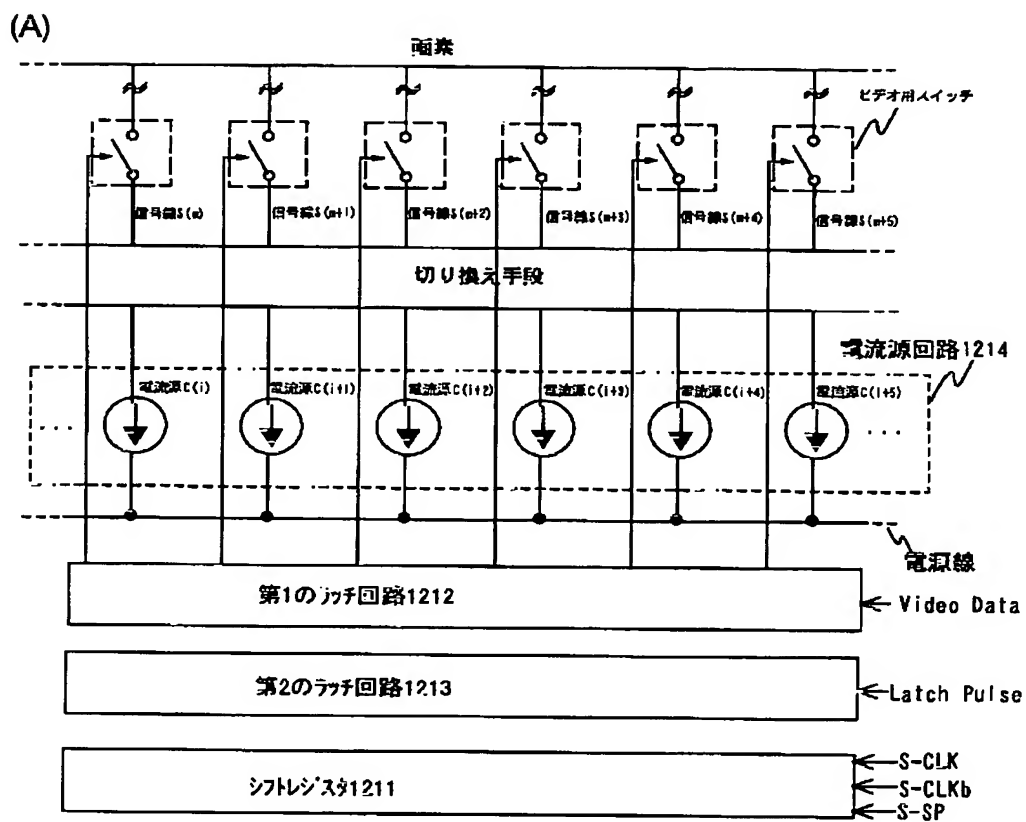 (A)
画素
ビデオ用スイッチ
信号線S(m) 信号線S(m+1) 信号線S(m+2) 信号線S(m+3) 信号線S(m+4) 信号線S(m+5)
切り換え手段
電流源回路1214
電流源C(i) 電流源C(i+1) 電流源C(i+2) 電流源C(i+3) 電流源C(i+4) 電流源C(i+5)
... ...
電源線
第1のラッチ回路1212
Video Data
第2のラッチ回路1213
Latch Pulse
シフトレジスタ1211
S-CLK
S-CLKb
S-SP